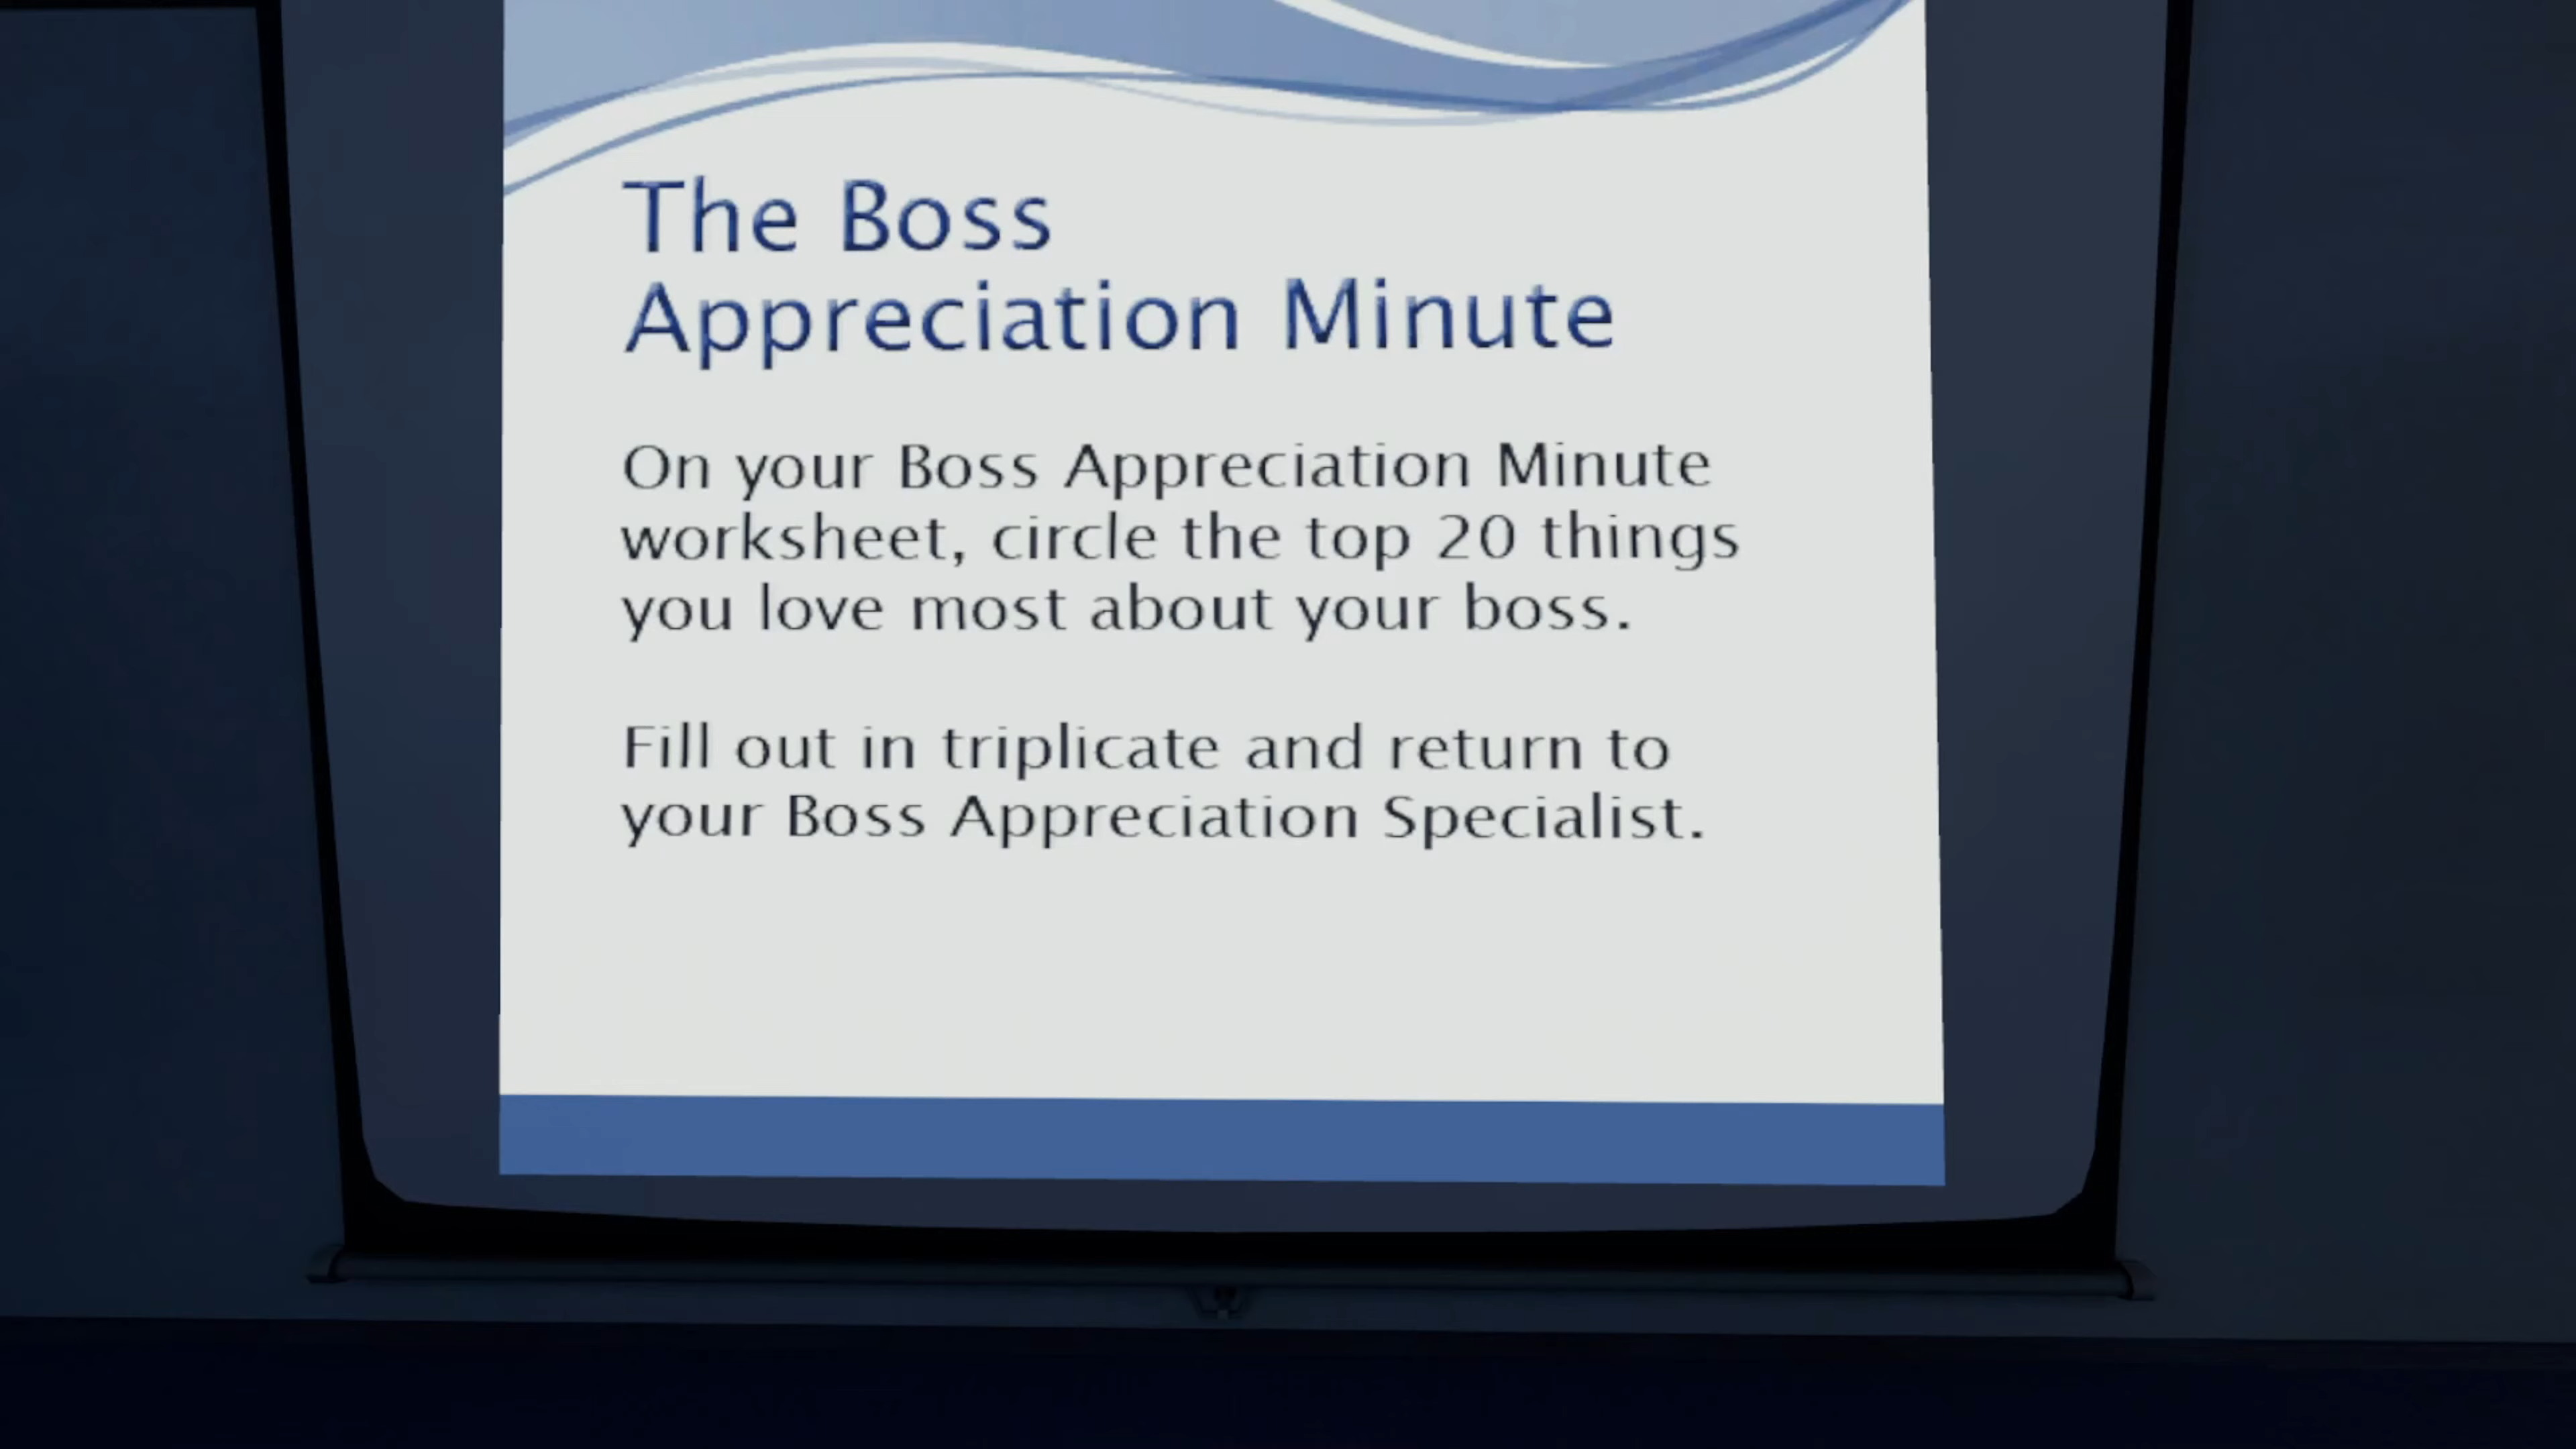 The Boss
Appreciation Minute
On your Boss Appreciation Minute
worksheet, circle the top 20 things
you love most about your boss.
Fill out in triplicate and return to
your Boss Appreciation Specialist.